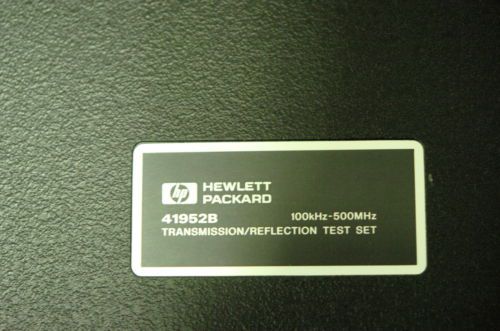 hp HEWLETT
PACKARD
41952B 100kHz-500MHz
TRANSMISSION/REFLECTION TEST SET